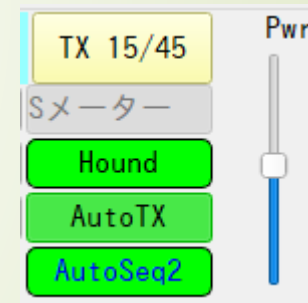 TX 15/45
Pwr
Sメーター
Hound
AutoTX
AutoSeq2